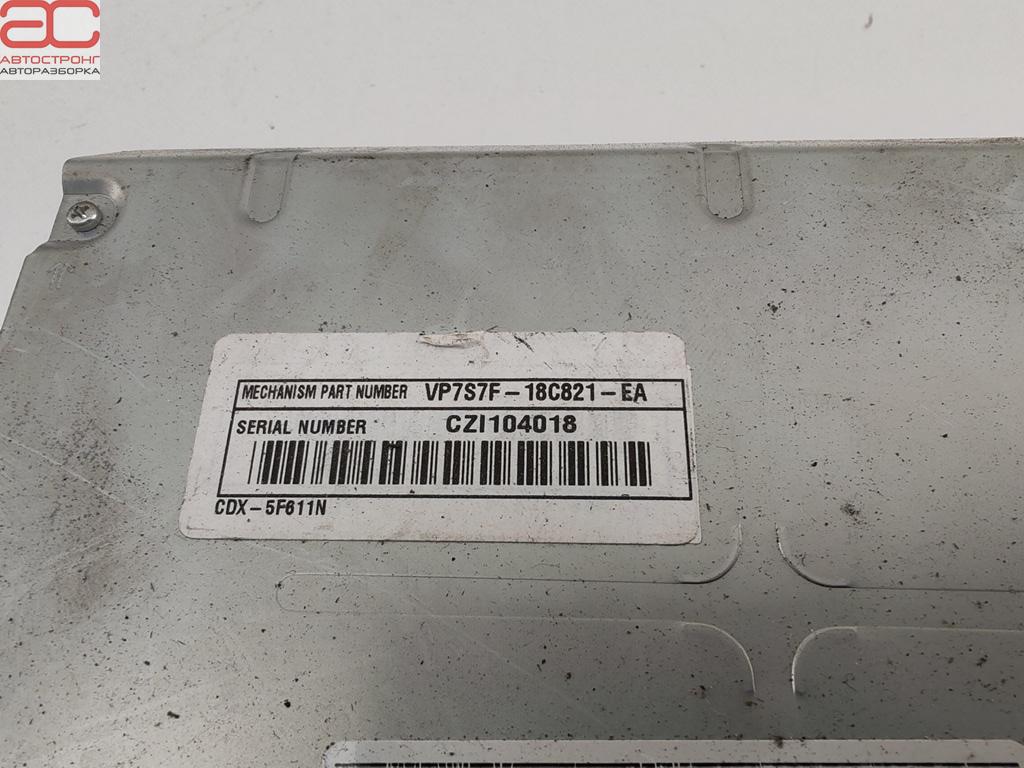 АС
АВТОСТРОНГ
АВТОРАЗБОРКА
MECHANISM PART NUMBER VP7S7F-18C821-EA
SERIAL NUMBER CZI104018
CDX-5F611N